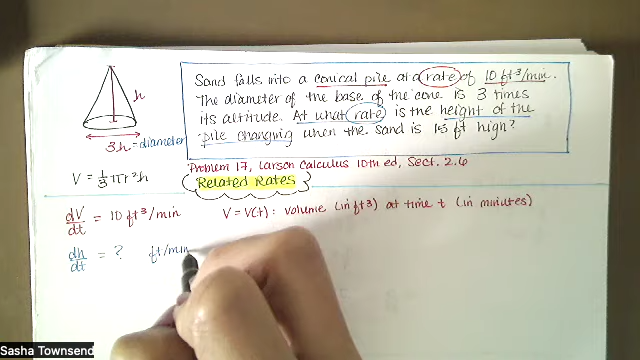 Sand falls into a conical pile at a rate of 10 ft³/min.
The diameter of the base of the cone is 3 times
its altitude. At what rate is the height of the
pile changing when the sand is 15 ft high?
h
3h = diameter
V = 1/3 πr²h
Problem 17, Larson Calculus 10th ed, Sect. 2.6
Related Rates
dV/dt = 10 ft³/min
V = V(t): volume (in ft³) at time t (in minutes)
dh/dt = ? ft/min
Sasha Townsend